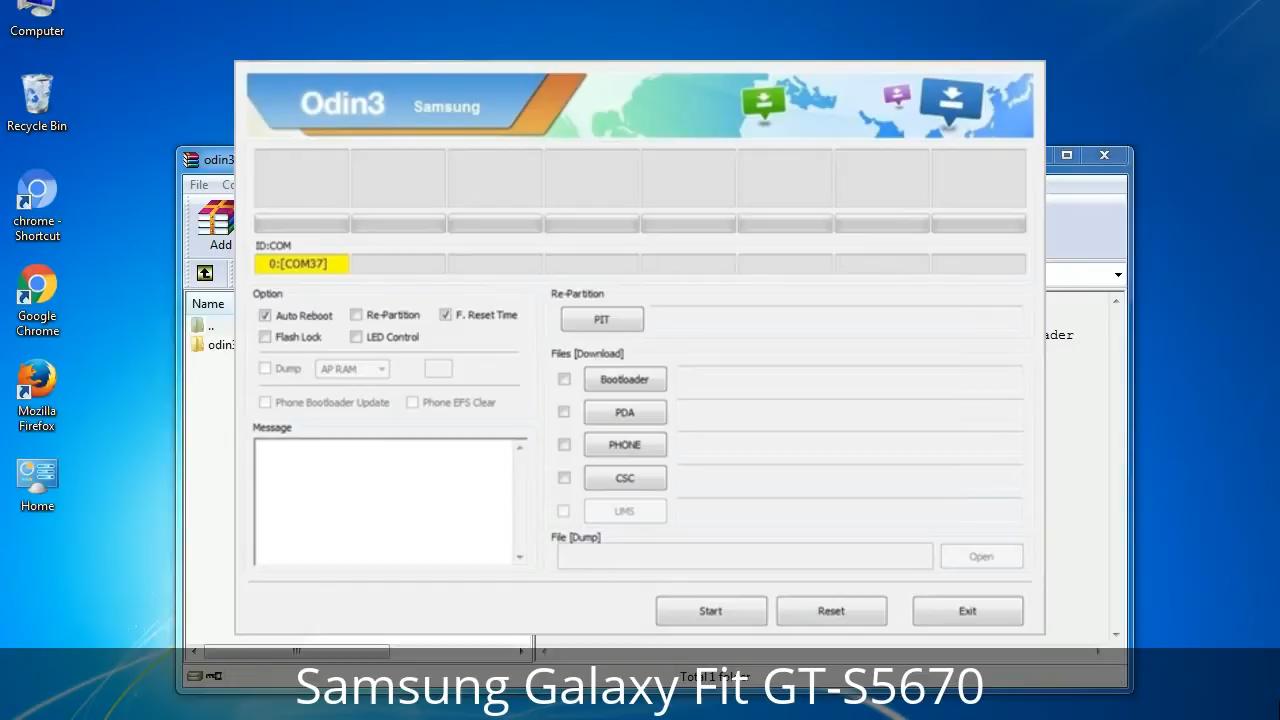 Computer
Recycle Bin
chrome -
Shortcut
Google
Chrome
Mozilla
Firefox
Home
odin3
File
Add
Name
..
odin3
Odin3 Samsung
ID:COM
0:[COM37]
Option
Auto Reboot Re-Partition F. Reset Time
Flash Lock LED Control
Dump AP RAM
Phone Bootloader Update Phone EFS Clear
Message
Re-Partition
PIT
Files [Download]
Bootloader
PDA
PHONE
CSC
UMS
File [Dump]
Open
Start Reset Exit
Total 1 folder
Samsung Galaxy Fit GT-S5670